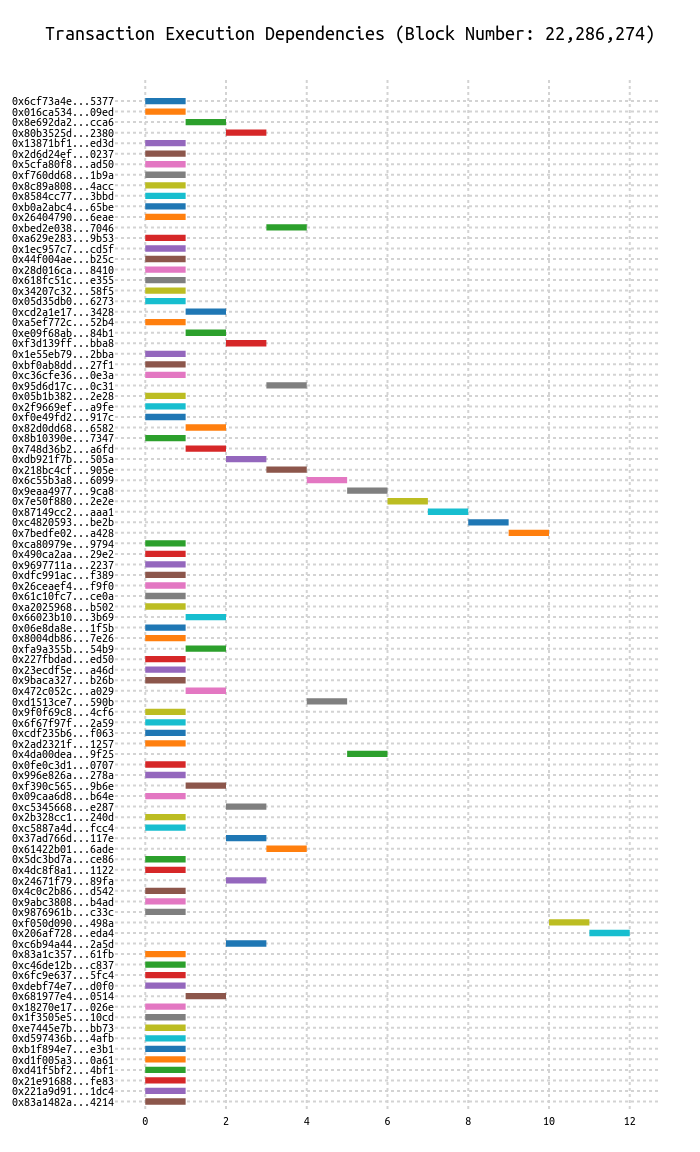 Transaction Execution Dependencies (Block Number: 22,286,274)
0x6cf73a4e...5377
0x016ca534...09ed
0x8e692da2...cca6
0x80b3525d...2380
0x13871bf1...ed3d
0x2d6d24ef...0237
0x5cfa80f8...ad50
0xf760dd68...1b9a
0x8c89a808...4acc
0x8584cc77...3bbd
0xb0a2abc4...65be
0x26404790...6eae
0xbed2e038...7046
0xa629e283...9b53
0x1ec957c7...cd5f
0x44f004ae...b25c
0x28d016ca...8410
0x618fc51c...e355
0x34207c32...58f5
0x05d35db0...6273
0xcd2a1e17...3428
0xa5ef772c...52b4
0xe09f68ab...84b1
0xf3d139ff...bba8
0x1e55eb79...2bba
0xbf0ab8dd...27f1
0xc36cfe36...0e3a
0x95d6d17c...0c31
0x05b1b382...2e28
0x2f9669ef...a9fe
0xf0e49fd2...917c
0x82d0dd68...6582
0x8b10390e...7347
0x748d36b2...a6fd
0xdb921f7b...505a
0x218bc4cf...905e
0x6c55b3a8...6099
0x9eaa4977...9ca8
0x7e50f880...2e2e
0x87149cc2...aaa1
0xc4820593...be2b
0x7bedfe02...a428
0xca80979e...9794
0x490ca2aa...29e2
0x9697711a...2237
0xdfc991ac...f389
0x26ceaef4...f9f0
0x61c10fc7...ce0a
0xa2025968...b502
0x66023b10...3b69
0x06e8da8e...1f5b
0x8004db86...7e26
0xfa9a355b...54b9
0x227fbdad...ed50
0x23ecdf5e...a46d
0x9baca327...b26b
0x472c052c...a029
0xd1513ce7...590b
0x9f0f69c8...4cf6
0x6f67f97f...2a59
0xcdf235b6...f063
0x2ad2321f...1257
0x4da00dea...9f25
0x0fe0c3d1...0707
0x996e826a...278a
0xf390c565...9b6e
0x09caa6d8...b64e
0xc5345668...e287
0x2b328cc1...240d
0xc5887a4d...fcc4
0x37ad766d...117e
0x61422b01...6ade
0x5dc3bd7a...ce86
0x4dc8f8a1...1122
0x24671f79...89fa
0x4c0c2b86...d542
0x9abc3808...b4ad
0x9876961b...c33c
0xf050d090...498a
0x206af728...eda4
0xc6b94a44...2a5d
0x83a1c357...61fb
0xc46de12b...c837
0x6fc9e637...5fc4
0xdebf74e7...d0f0
0x681977e4...0514
0x18270e17...026e
0x1f3505e5...10cd
0xe7445e7b...bb73
0xd597436b...4afb
0xb1f894e7...e3b1
0xd1f005a3...0a61
0xd41f5bf2...4bf1
0x21e91688...fe83
0x221a9d91...1dc4
0x83a1482a...4214
0 2 4 6 8 10 12